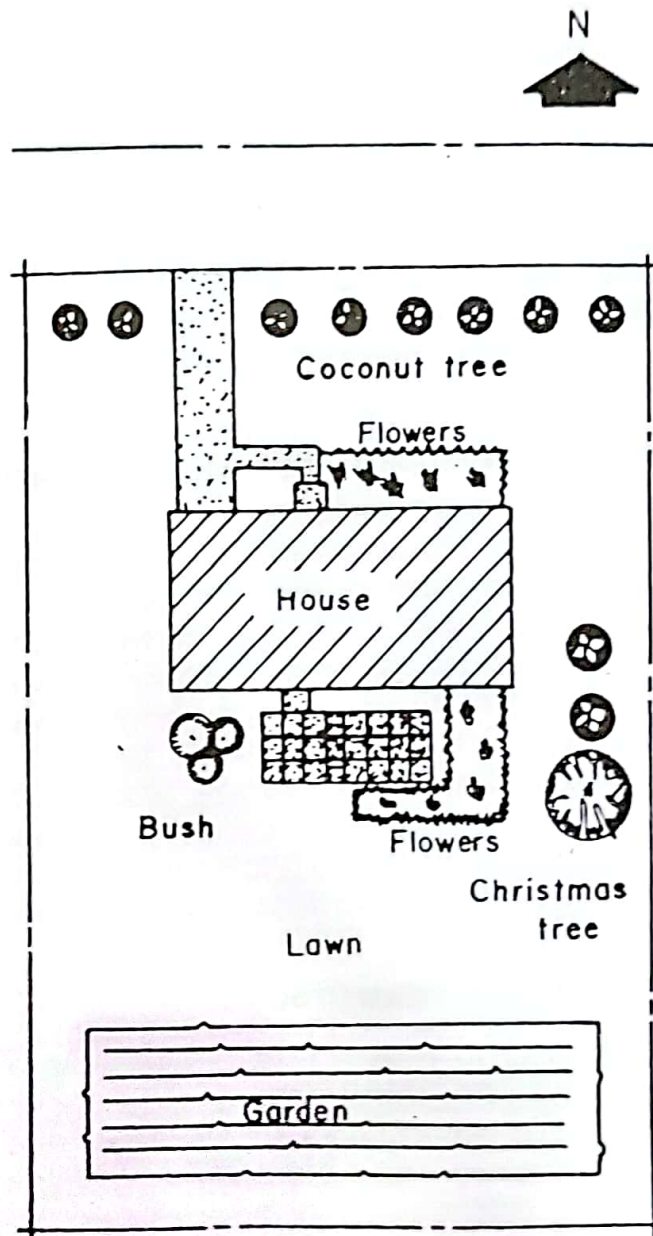 N
Coconut tree
Flowers
House
Bush
Flowers
Christmas
tree
Lawn
Garden